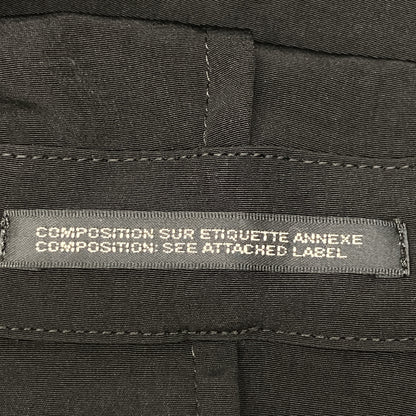 COMPOSITION SUR ETIQUETTE ANNEXE
COMPOSITION: SEE ATTACHED LABEL